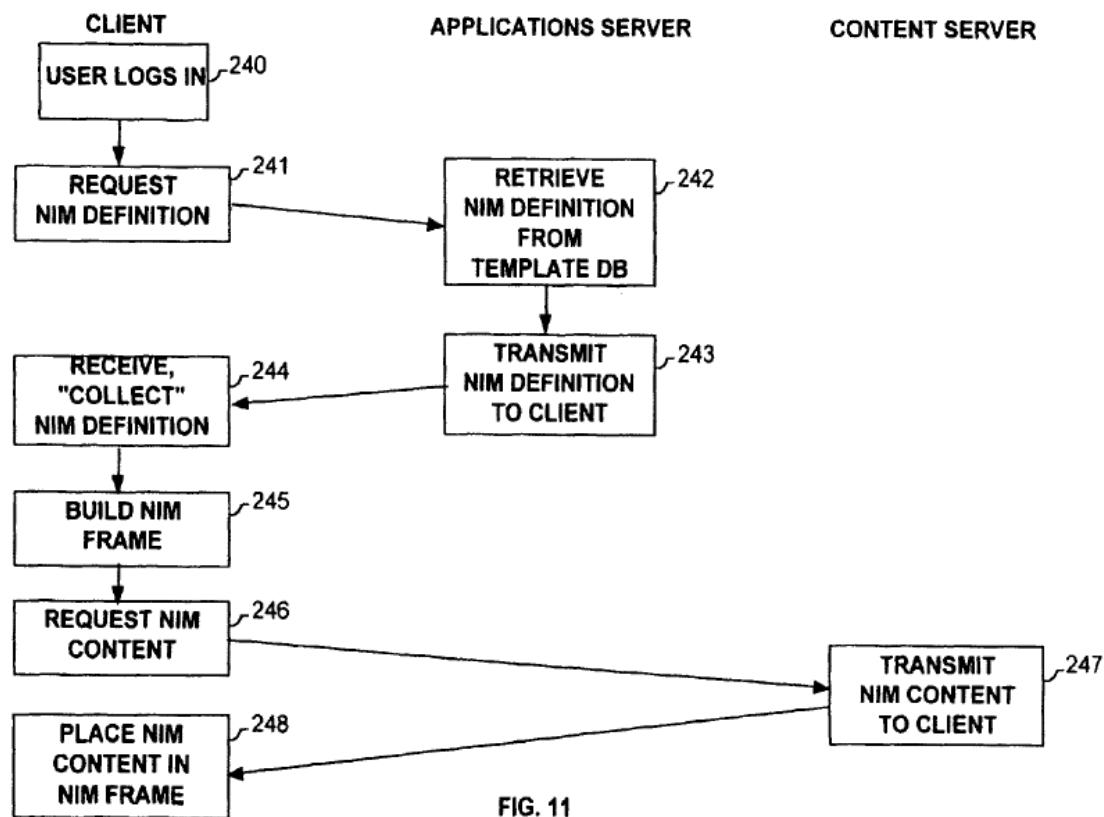 CLIENT
APPLICATIONS SERVER
CONTENT SERVER
USER LOGS IN
240
REQUEST
NIM DEFINITION
241
RETRIEVE
NIM DEFINITION
FROM
TEMPLATE DB
242
TRANSMIT
NIM DEFINITION
TO CLIENT
243
RECEIVE,
"COLLECT"
NIM DEFINITION
244
BUILD NIM
FRAME
245
REQUEST NIM
CONTENT
246
TRANSMIT
NIM CONTENT
TO CLIENT
247
PLACE NIM
CONTENT IN
NIM FRAME
248
FIG. 11